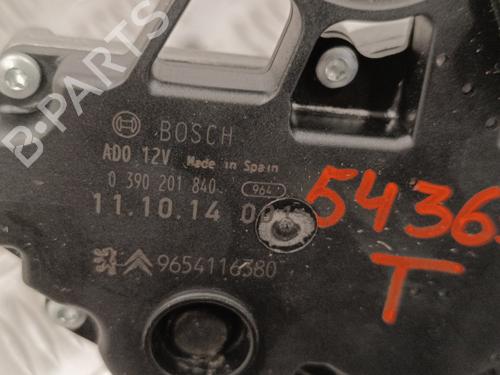 B-PARTS
BOSCH
ADO 12V Made in Spain
0 390 201 840 964
11.10.14
9654116380
5436
T